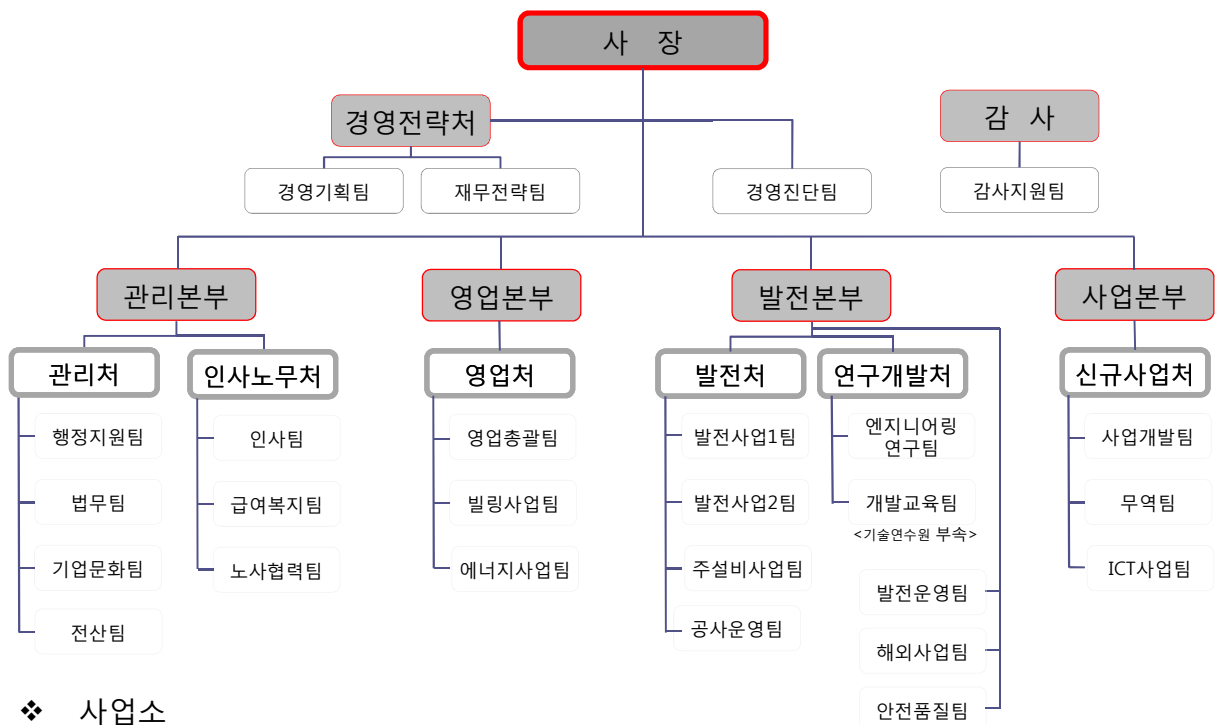 사 장
경영전략처
감 사
경영기획팀
재무전략팀
경영진단팀
감사지원팀
관리본부
영업본부
발전본부
사업본부
관리처
인사노무처
영업처
발전처
연구개발처
신규사업처
행정지원팀
인사팀
영업총괄팀
발전사업1팀
엔지니어링
연구팀
사업개발팀
법무팀
급여복지팀
빌링사업팀
발전사업2팀
개발교육팀
<기술연수원 부속>
무역팀
기업문화팀
노사협력팀
에너지사업팀
주설비사업팀
발전운영팀
ICT사업팀
전산팀
공사운영팀
해외사업팀
안전품질팀
❖ 사업소